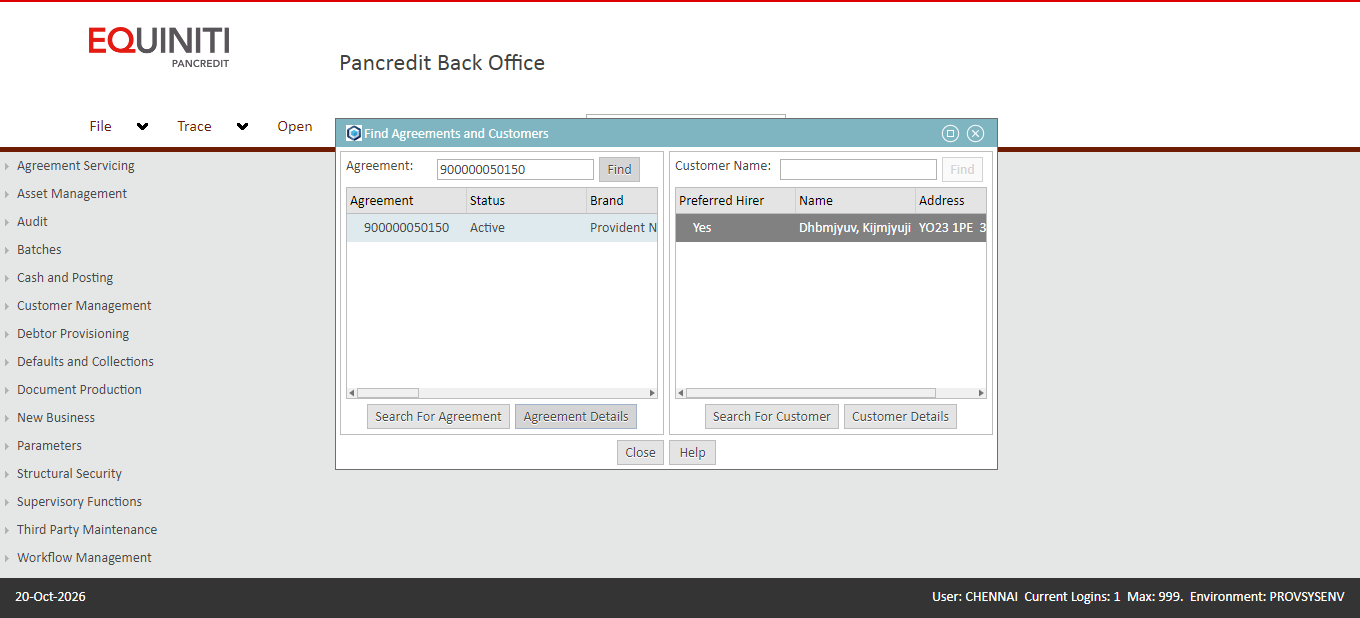 EQUINITI
PANCREDIT
Pancredit Back Office
File Trace Open
Find Agreements and Customers
Agreement: 900000050150 Find
Agreement Status Brand
900000050150 Active Provident N
Search For Agreement Agreement Details
Customer Name: Find
Preferred Hirer Name Address
Yes Dhbmjyuv, Kijmjyuji YO23 1PE 3
Search For Customer Customer Details
Close Help
Agreement Servicing
Asset Management
Audit
Batches
Cash and Posting
Customer Management
Debtor Provisioning
Defaults and Collections
Document Production
New Business
Parameters
Structural Security
Supervisory Functions
Third Party Maintenance
Workflow Management
20-Oct-2026
User: CHENNAI Current Logins: 1 Max: 999. Environment: PROVSYSENV